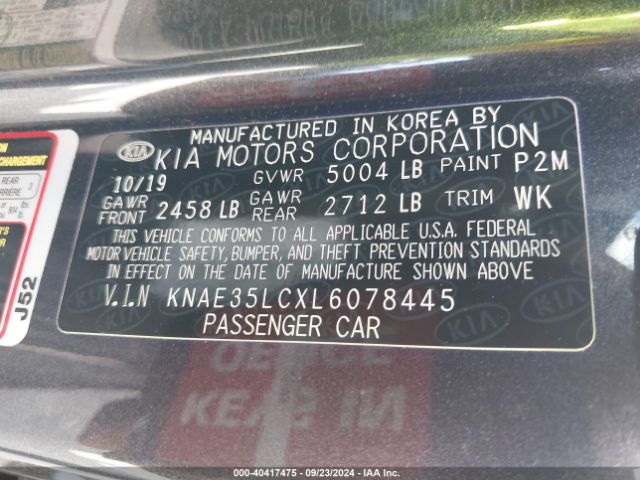 MANUFACTURED IN KOREA BY
KIA KIA MOTORS CORPORATION
10/19 GVWR 5004 LB PAINT P2M
GAWR FRONT 2458 LB GAWR REAR 2712 LB TRIM WK
THIS VEHICLE CONFORMS TO ALL APPLICABLE U.S.A. FEDERAL
MOTOR VEHICLE SAFETY, BUMPER, AND THEFT PREVENTION STANDARDS
IN EFFECT ON THE DATE OF MANUFACTURE SHOWN ABOVE
V.I.N KNAE35LCXL6078445
PASSENGER CAR
CHARGEMENT
REAR
J52
000-40417475 - 09/23/2024 - IAA Inc.